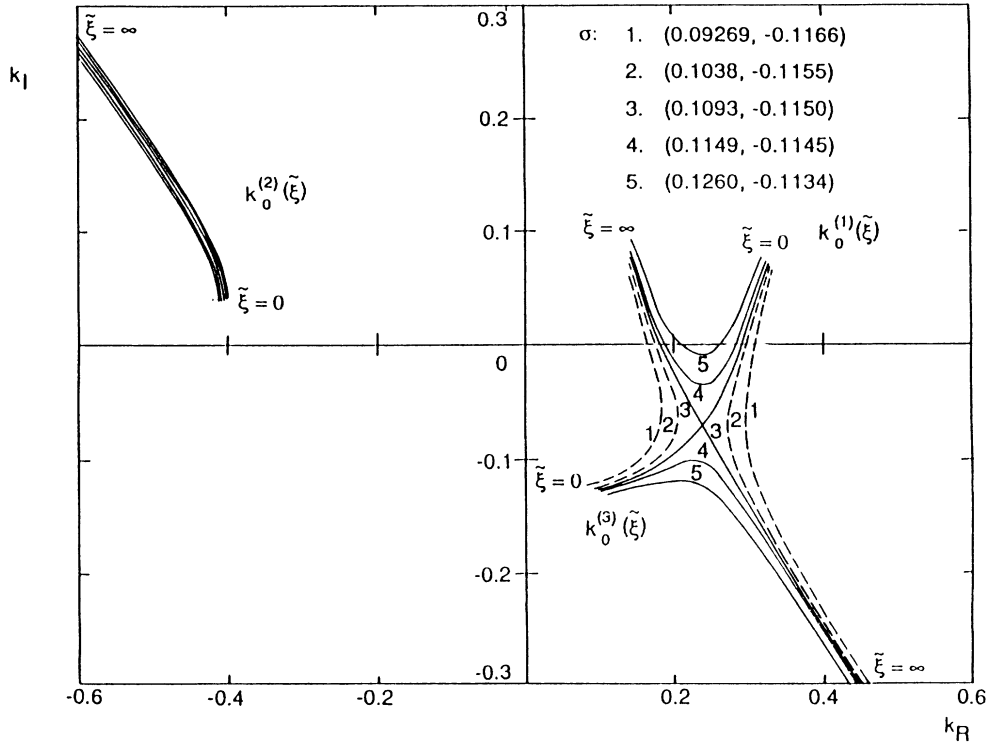 0.3
ξ̃ = ∞
σ: 1. (0.09269, -0.1166)
k_I
2. (0.1038, -0.1155)
0.2
3. (0.1093, -0.1150)
4. (0.1149, -0.1145)
k_0^(2)(ξ̃)
5. (0.1260, -0.1134)
ξ̃ = ∞
0.1
ξ̃ = 0
k_0^(1)(ξ̃)
ξ̃ = 0
0
5
4
1 2 3
3 2 1
4
-0.1
5
ξ̃ = 0
k_0^(3)(ξ̃)
-0.2
-0.3
ξ̃ = ∞
-0.6 -0.4 -0.2 0.2 0.4 0.6
k_R